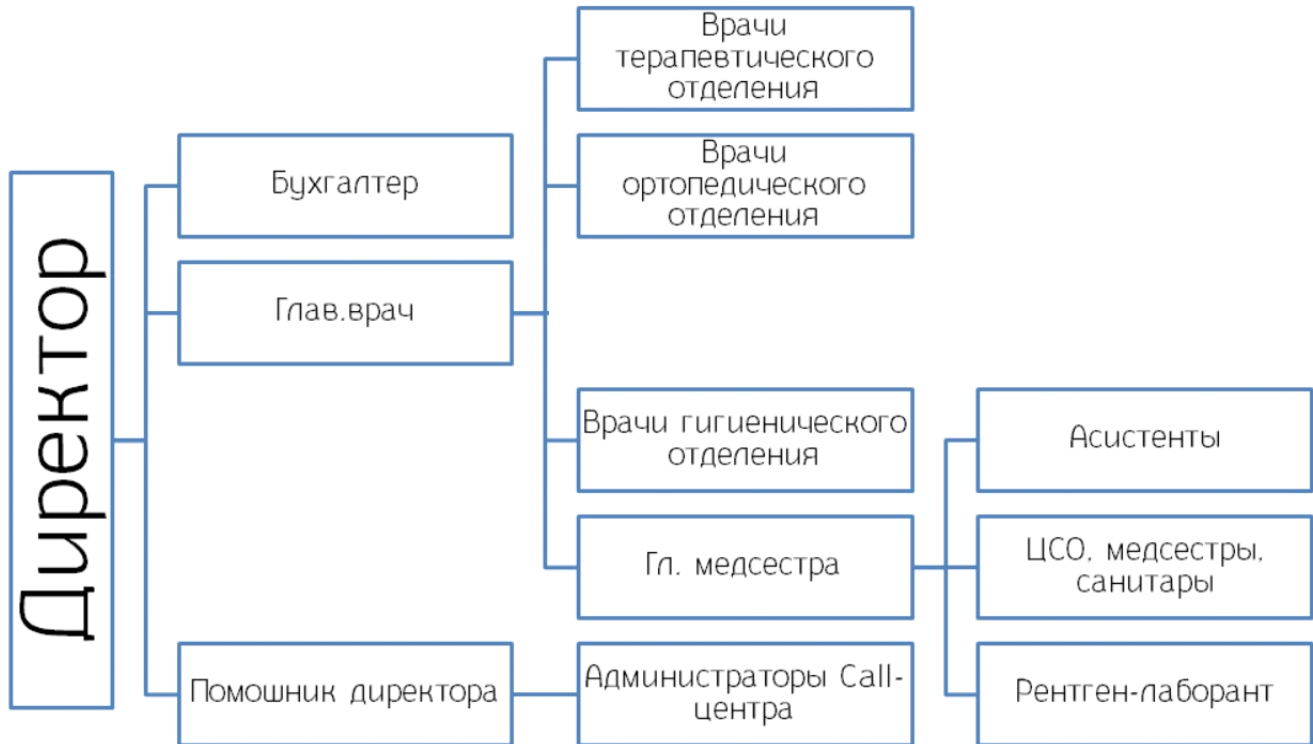 Директор
Бухгалтер
Глав.врач
Помошник директора
Врачи
терапевтического
отделения
Врачи
ортопедического
отделения
Врачи гигиенического
отделения
Гл. медсестра
Администраторы Call-
центра
Асистенты
ЦСО, медсестры,
санитары
Рентген-лаборант